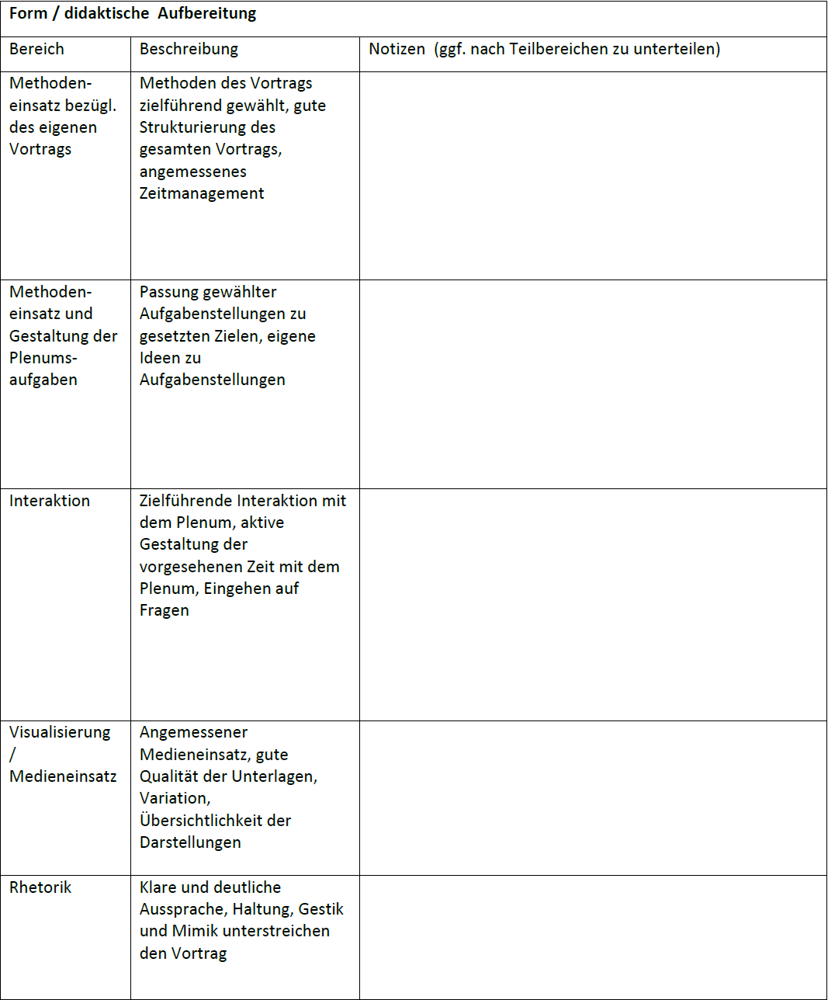 Form / didaktische  Aufbereitung
Bereich
Beschreibung
Notizen  (ggf. nach Teilbereichen zu unterteilen)
Methoden-
einsatz bezügl.
des eigenen
Vortrags
Methoden des Vortrags
zielführend gewählt, gute
Strukturierung des
gesamten Vortrags,
angemessenes
Zeitmanagement
Methoden-
einsatz und
Gestaltung der
Plenums-
aufgaben
Passung gewählter
Aufgabenstellungen zu
gesetzten Zielen, eigene
Ideen zu
Aufgabenstellungen
Interaktion
Zielführende Interaktion mit
dem Plenum, aktive
Gestaltung der
vorgesehenen Zeit mit dem
Plenum, Eingehen auf
Fragen
Visualisierung
/
Medieneinsatz
Angemessener
Medieneinsatz, gute
Qualität der Unterlagen,
Variation,
Übersichtlichkeit der
Darstellungen
Rhetorik
Klare und deutliche
Aussprache, Haltung, Gestik
und Mimik unterstreichen
den Vortrag